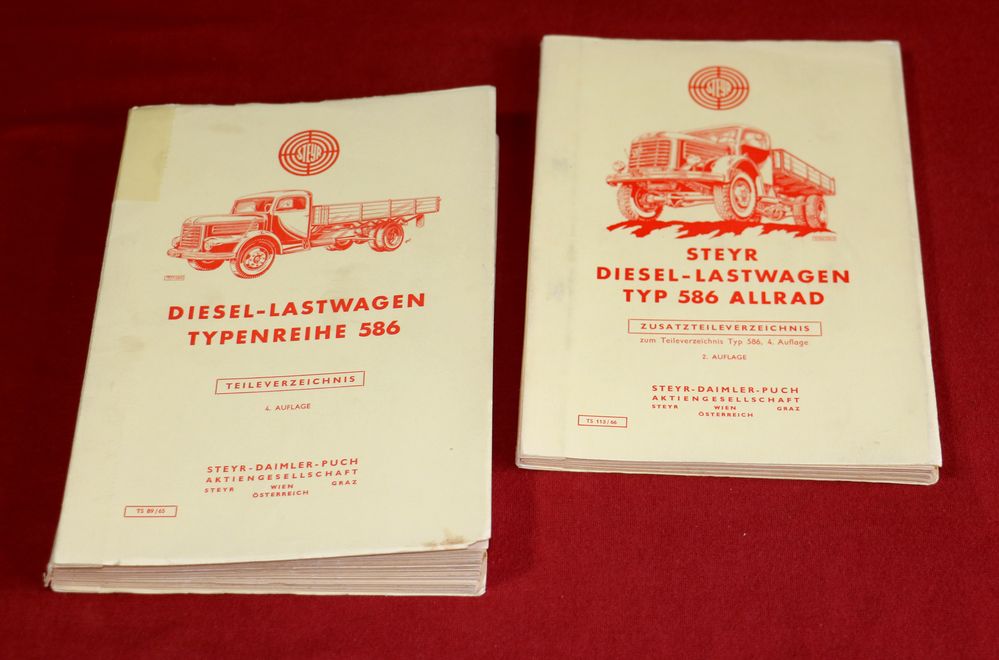 STEYR
DIESEL-LASTWAGEN
TYPENREIHE 586
TEILEVERZEICHNIS
4. AUFLAGE
STEYR-DAIMLER-PUCH
AKTIENGESELLSCHAFT
STEYR WIEN GRAZ
ÖSTERREICH
TS 89/65
STEYR
STEYR
DIESEL-LASTWAGEN
TYP 586 ALLRAD
ZUSATZTEILEVERZEICHNIS
zum Teileverzeichnis Typ 586, 4. Auflage
2. AUFLAGE
STEYR-DAIMLER-PUCH
AKTIENGESELLSCHAFT
STEYR WIEN GRAZ
ÖSTERREICH
TS 113/66